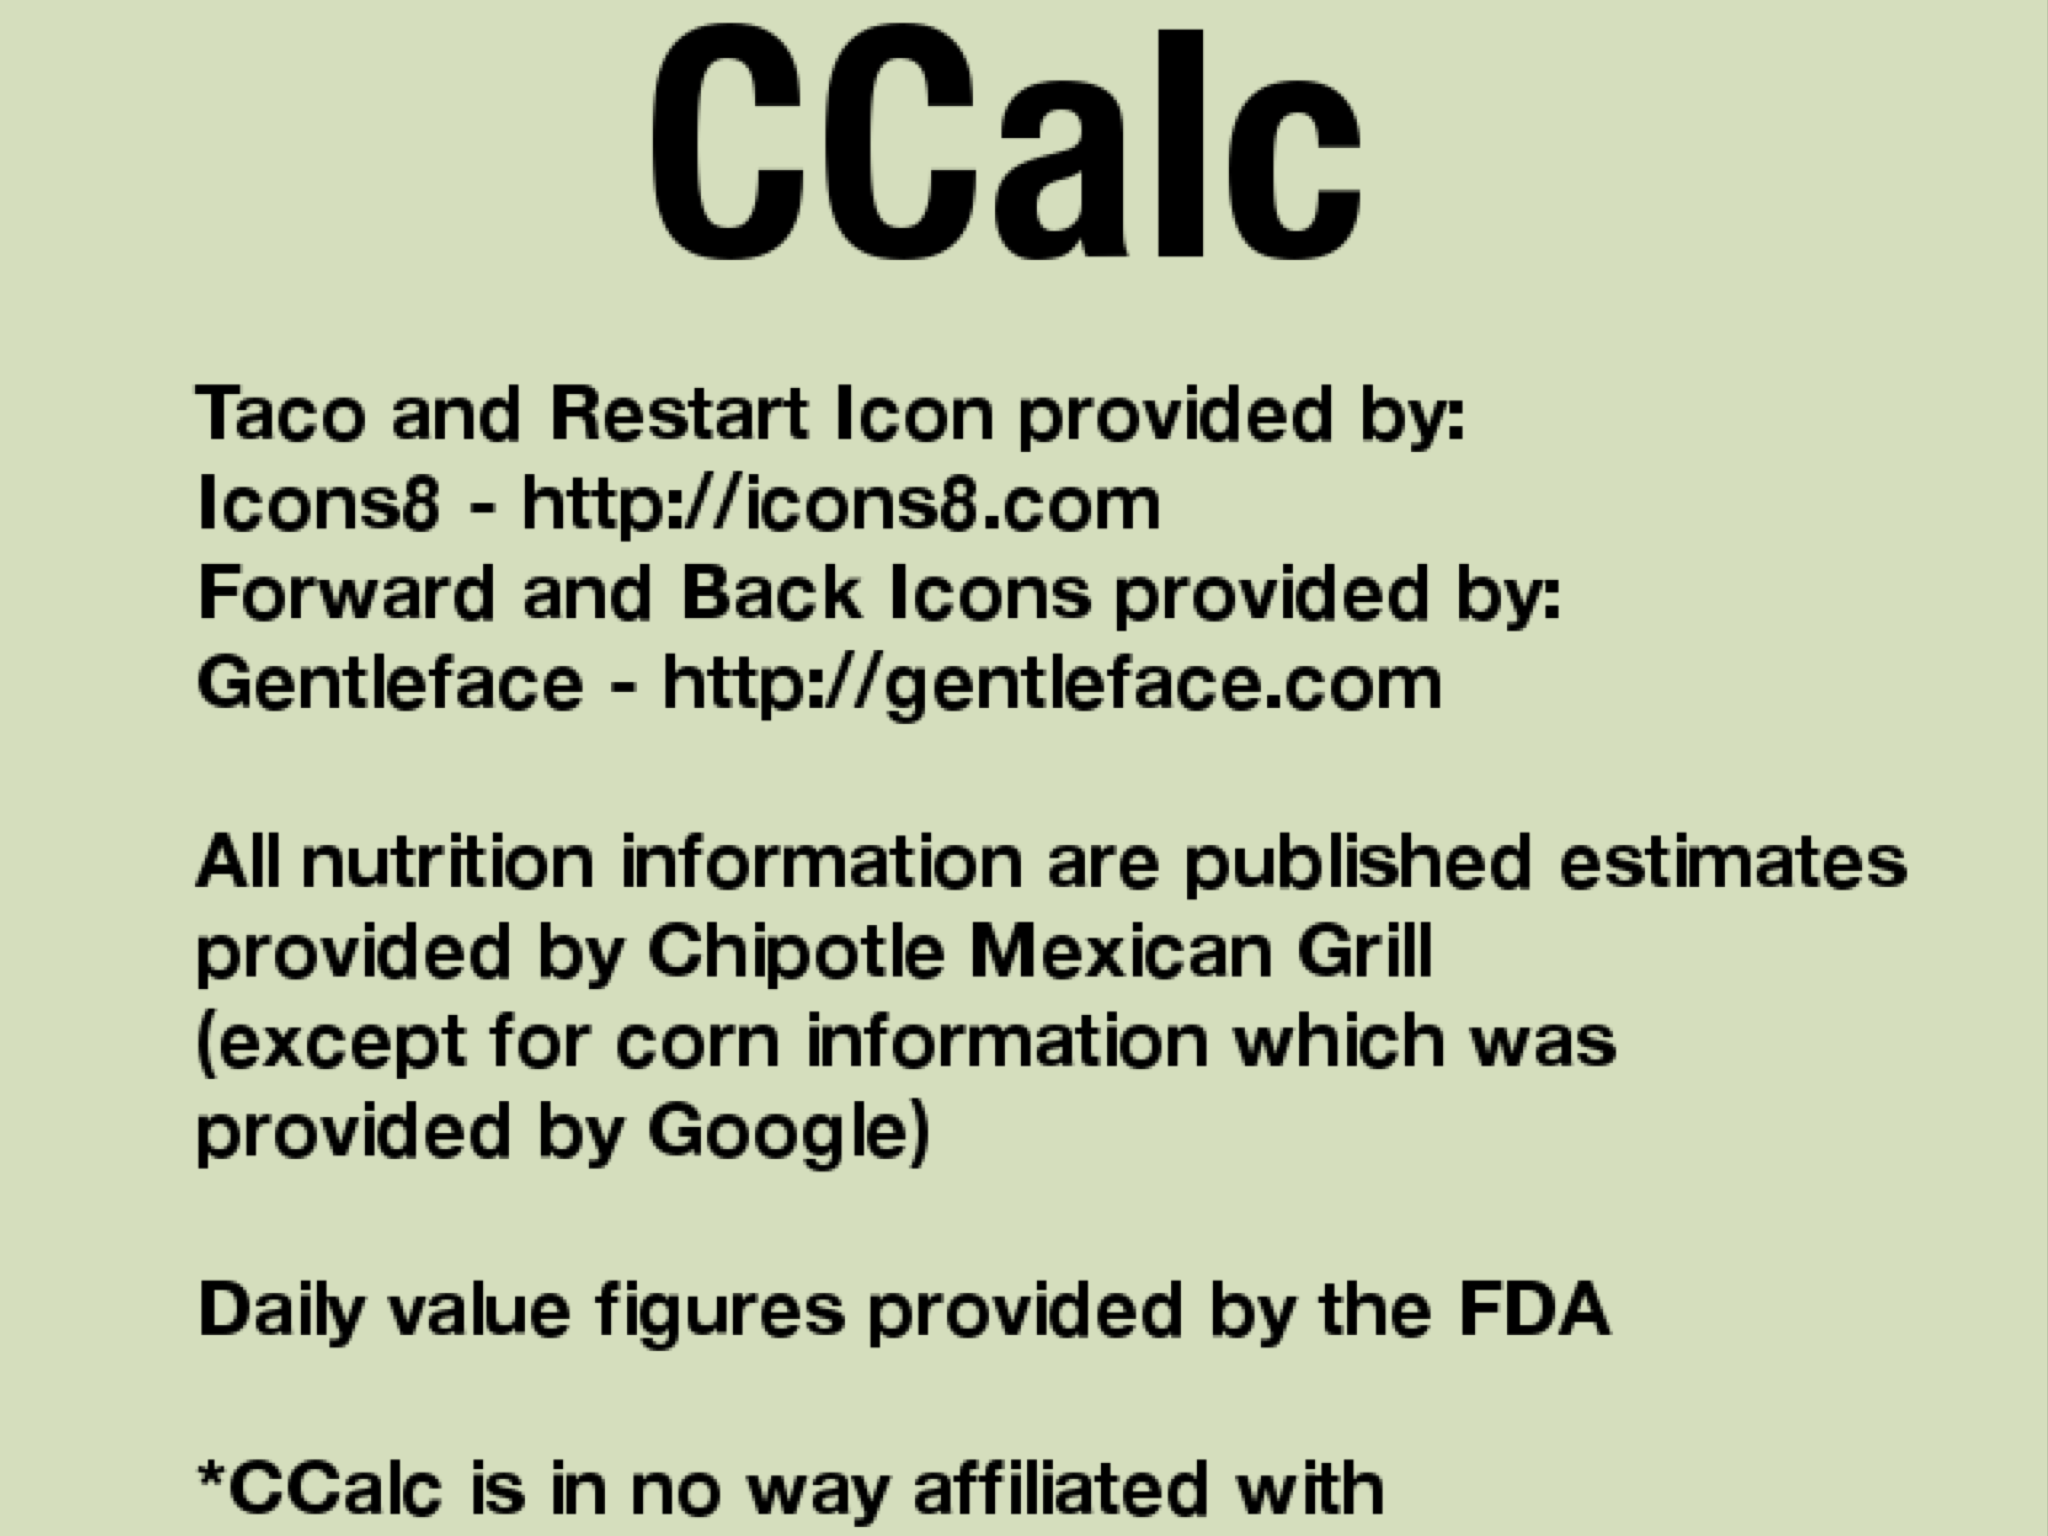 CCalc
Taco and Restart Icon provided by:
Icons8 - http://icons8.com
Forward and Back Icons provided by:
Gentleface - http://gentleface.com
All nutrition information are published estimates
provided by Chipotle Mexican Grill
(except for corn information which was
provided by Google)
Daily value figures provided by the FDA
*CCalc is in no way affiliated with